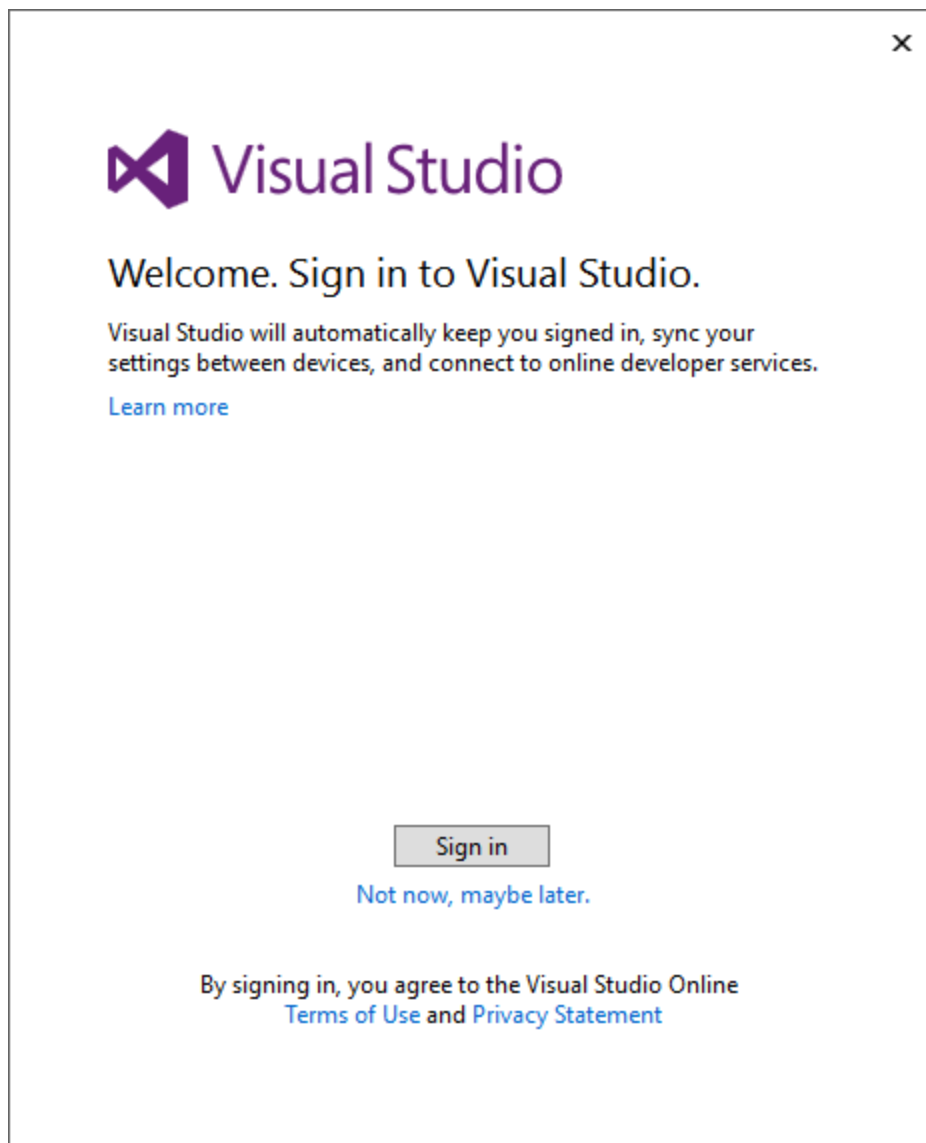 Visual Studio
Welcome. Sign in to Visual Studio.
Visual Studio will automatically keep you signed in, sync your
settings between devices, and connect to online developer services.
Learn more
Sign in
Not now, maybe later.
By signing in, you agree to the Visual Studio Online
Terms of Use and Privacy Statement